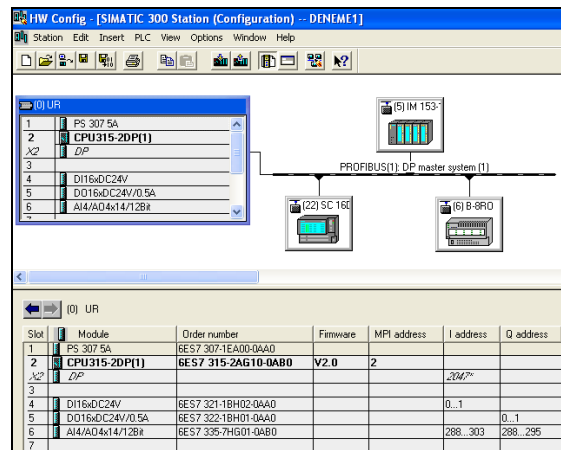 HW Config - [SIMATIC 300 Station (Configuration) -- DENEME1]
Station Edit Insert PLC View Options Window Help
(0) UR
1 PS 307 5A
2 CPU315-2DP(1)
X2 DP
3
4 DI16xDC24V
5 DO16xDC24V/0.5A
6 AI4/AO4x14/12Bit
7
(5) IM 153-
PROFIBUS(1): DP master system (1)
(22) SC 16D
(6) B-8RO
(0) UR
Slot Module Order number Firmware MPI address I address Q address
1 PS 307 5A 6ES7 307-1EA00-0AA0
2 CPU315-2DP(1) 6ES7 315-2AG10-0AB0 V2.0 2
X2 DP 2047*
3
4 DI16xDC24V 6ES7 321-1BH02-0AA0 0...1
5 DO16xDC24V/0.5A 6ES7 322-1BH01-0AA0 0...1
6 AI4/AO4x14/12Bit 6ES7 335-7HG01-0AB0 288...303 288...295
7